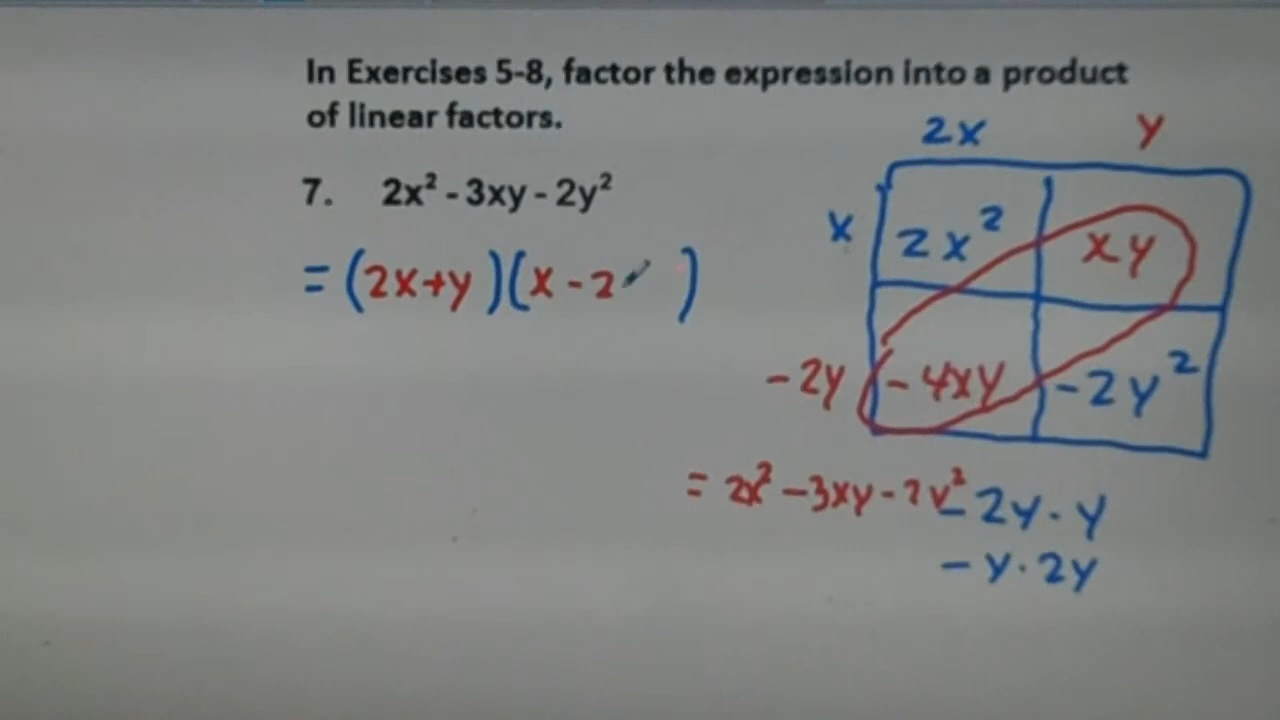 In Exercises 5-8, factor the expression into a product
of linear factors.
7. 2x² - 3xy - 2y²
= (2x+y)(x - 2 )
2x y
x 2x² xy
-2y -4xy -2y²
= 2x² - 3xy - 2y²
- 2y · y
- y · 2y